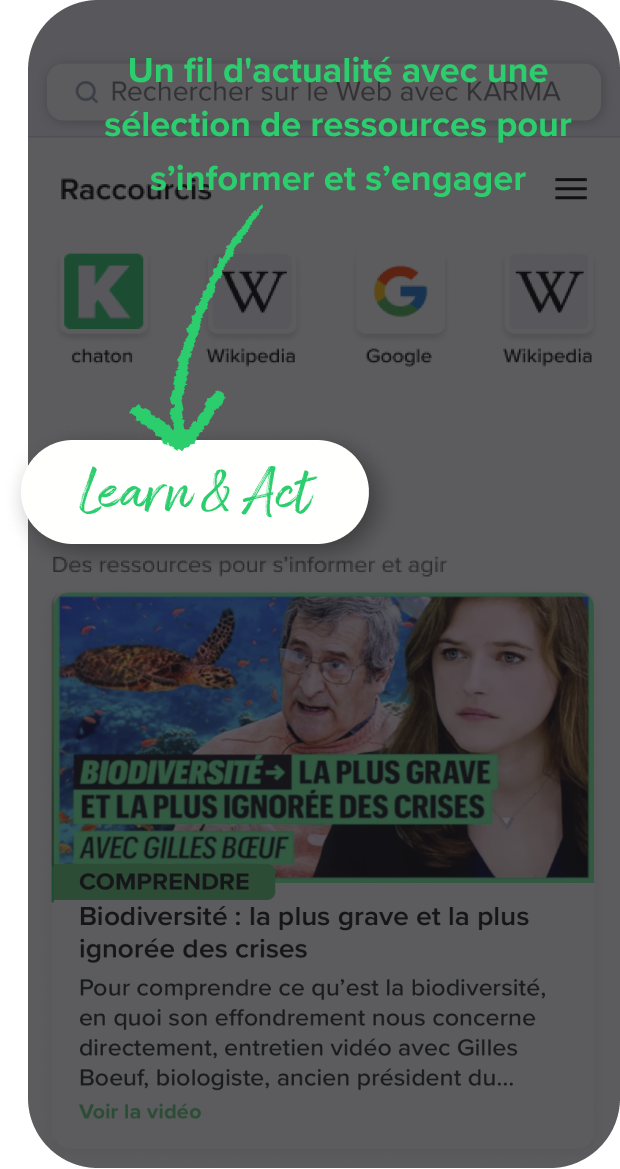 Un fil d'actualité avec une
Rechercher sur le Web avec KARMA
sélection de ressources pour
s’informer et s’engager
Raccourcis
K W G W
chaton Wikipedia Google Wikipedia
Learn & Act
Des ressources pour s’informer et agir
BIODIVERSITÉ→ LA PLUS GRAVE
ET LA PLUS IGNORÉE DES CRISES
AVEC GILLES BŒUF
COMPRENDRE
Biodiversité : la plus grave et la plus
ignorée des crises
Pour comprendre ce qu’est la biodiversité,
en quoi son effondrement nous concerne
directement, entretien vidéo avec Gilles
Boeuf, biologiste, ancien président du...
Voir la vidéo